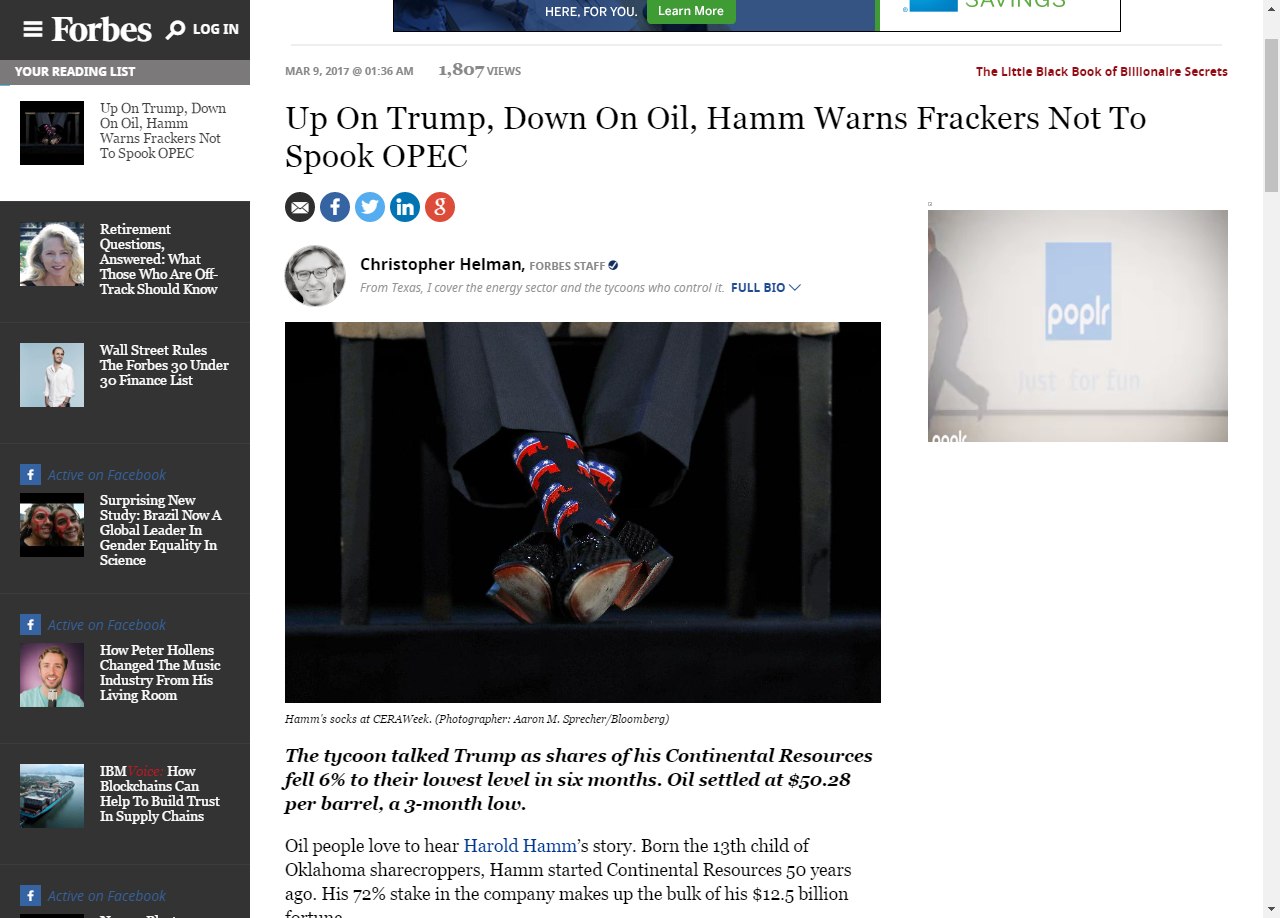 Forbes
LOG IN
YOUR READING LIST
Up On Trump, Down
On Oil, Hamm
Warns Frackers Not
To Spook OPEC
Retirement
Questions,
Answered: What
Those Who Are Off-
Track Should Know
Wall Street Rules
The Forbes 30 Under
30 Finance List
Active on Facebook
Surprising New
Study: Brazil Now A
Global Leader In
Gender Equality In
Science
Active on Facebook
How Peter Hollens
Changed The Music
Industry From His
Living Room
IBMVoice: How
Blockchains Can
Help To Build Trust
In Supply Chains
Active on Facebook
HERE, FOR YOU.
Learn More
SAVINGS
MAR 9, 2017 @ 01:36 AM
1,807 VIEWS
The Little Black Book of Billionaire Secrets
Up On Trump, Down On Oil, Hamm Warns Frackers Not To
Spook OPEC
Christopher Helman, FORBES STAFF
From Texas, I cover the energy sector and the tycoons who control it. FULL BIO
poplr
just for fun
poplr
Hamm's socks at CERAWeek. (Photographer: Aaron M. Sprecher/Bloomberg)
The tycoon talked Trump as shares of his Continental Resources
fell 6% to their lowest level in six months. Oil settled at $50.28
per barrel, a 3-month low.
Oil people love to hear Harold Hamm's story. Born the 13th child of
Oklahoma sharecroppers, Hamm started Continental Resources 50 years
ago. His 72% stake in the company makes up the bulk of his $12.5 billion
fortune